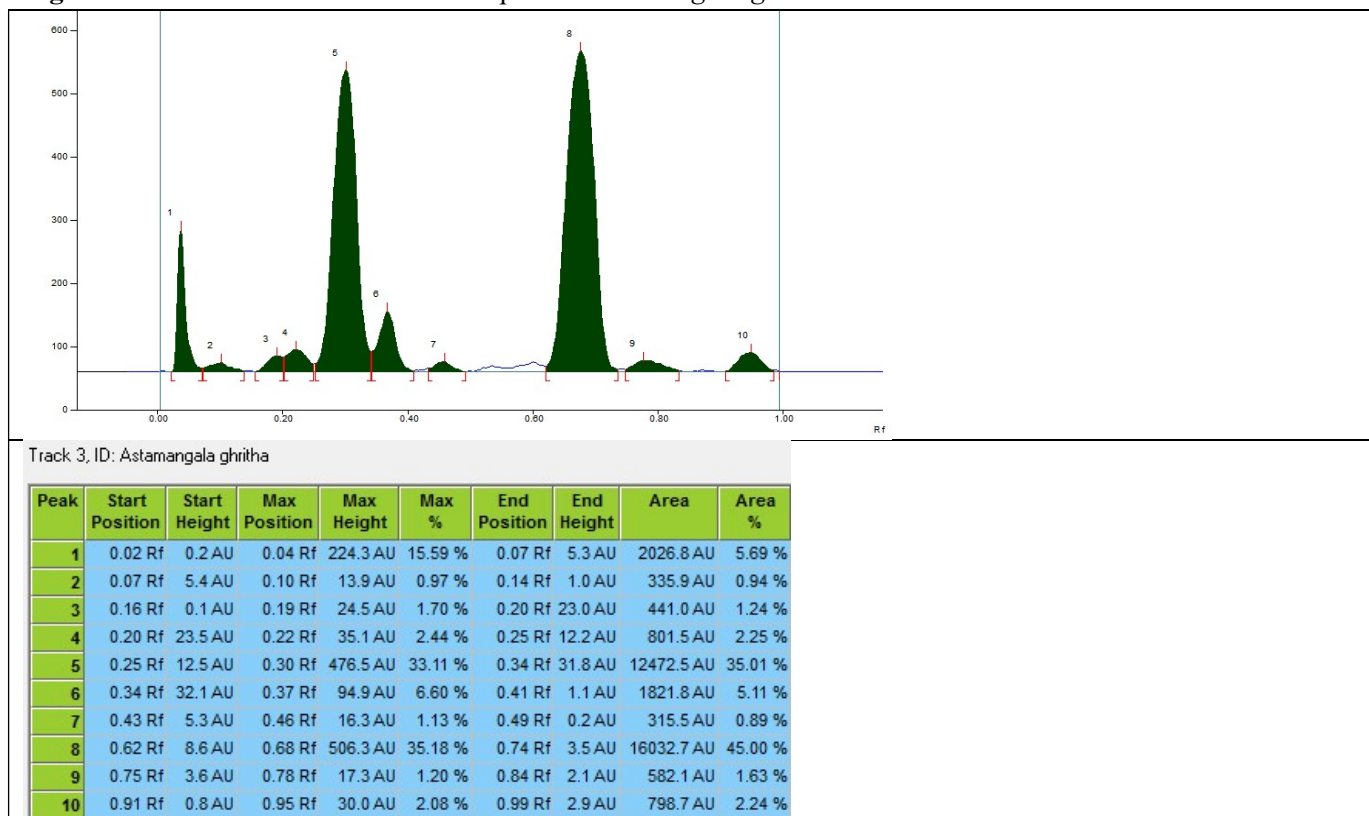 600
5
8
500
400
300
1
200
6
100
2
3
4
7
9
10
0
0.00 0.20 0.40 0.60 0.80 1.00
Rf
Track 3, ID: Astamangala ghritha
Peak Start Position Start Height Max Position Max Height Max % End Position End Height Area Area %
1 0.02 Rf 0.2 AU 0.04 Rf 224.3 AU 15.59 % 0.07 Rf 5.3 AU 2026.8 AU 5.69 %
2 0.07 Rf 5.4 AU 0.10 Rf 13.9 AU 0.97 % 0.14 Rf 1.0 AU 335.9 AU 0.94 %
3 0.16 Rf 0.1 AU 0.19 Rf 24.5 AU 1.70 % 0.20 Rf 23.0 AU 441.0 AU 1.24 %
4 0.20 Rf 23.5 AU 0.22 Rf 35.1 AU 2.44 % 0.25 Rf 12.2 AU 801.5 AU 2.25 %
5 0.25 Rf 12.5 AU 0.30 Rf 476.5 AU 33.11 % 0.34 Rf 31.8 AU 12472.5 AU 35.01 %
6 0.34 Rf 32.1 AU 0.37 Rf 94.9 AU 6.60 % 0.41 Rf 1.1 AU 1821.8 AU 5.11 %
7 0.43 Rf 5.3 AU 0.46 Rf 16.3 AU 1.13 % 0.49 Rf 0.2 AU 315.5 AU 0.89 %
8 0.62 Rf 8.6 AU 0.68 Rf 506.3 AU 35.18 % 0.74 Rf 3.5 AU 16032.7 AU 45.00 %
9 0.75 Rf 3.6 AU 0.78 Rf 17.3 AU 1.20 % 0.84 Rf 2.1 AU 582.1 AU 1.63 %
10 0.91 Rf 0.8 AU 0.95 Rf 30.0 AU 2.08 % 0.99 Rf 2.9 AU 798.7 AU 2.24 %